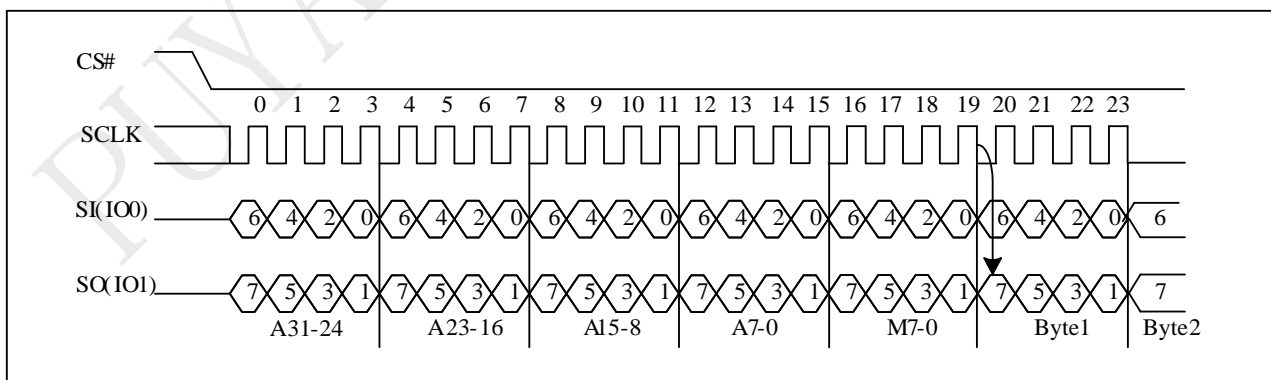 PUYA
CS#
0 1 2 3 4 5 6 7 8 9 10 11 12 13 14 15 16 17 18 19 20 21 22 23
SCLK
SI(IO0) 6 4 2 0 6 4 2 0 6 4 2 0 6 4 2 0 6 4 2 0 6 4 2 0 6
SO(IO1) 7 5 3 1 7 5 3 1 7 5 3 1 7 5 3 1 7 5 3 1 7 5 3 1 7
A31-24 A23-16 A15-8 A7-0 M7-0 Byte1 Byte2